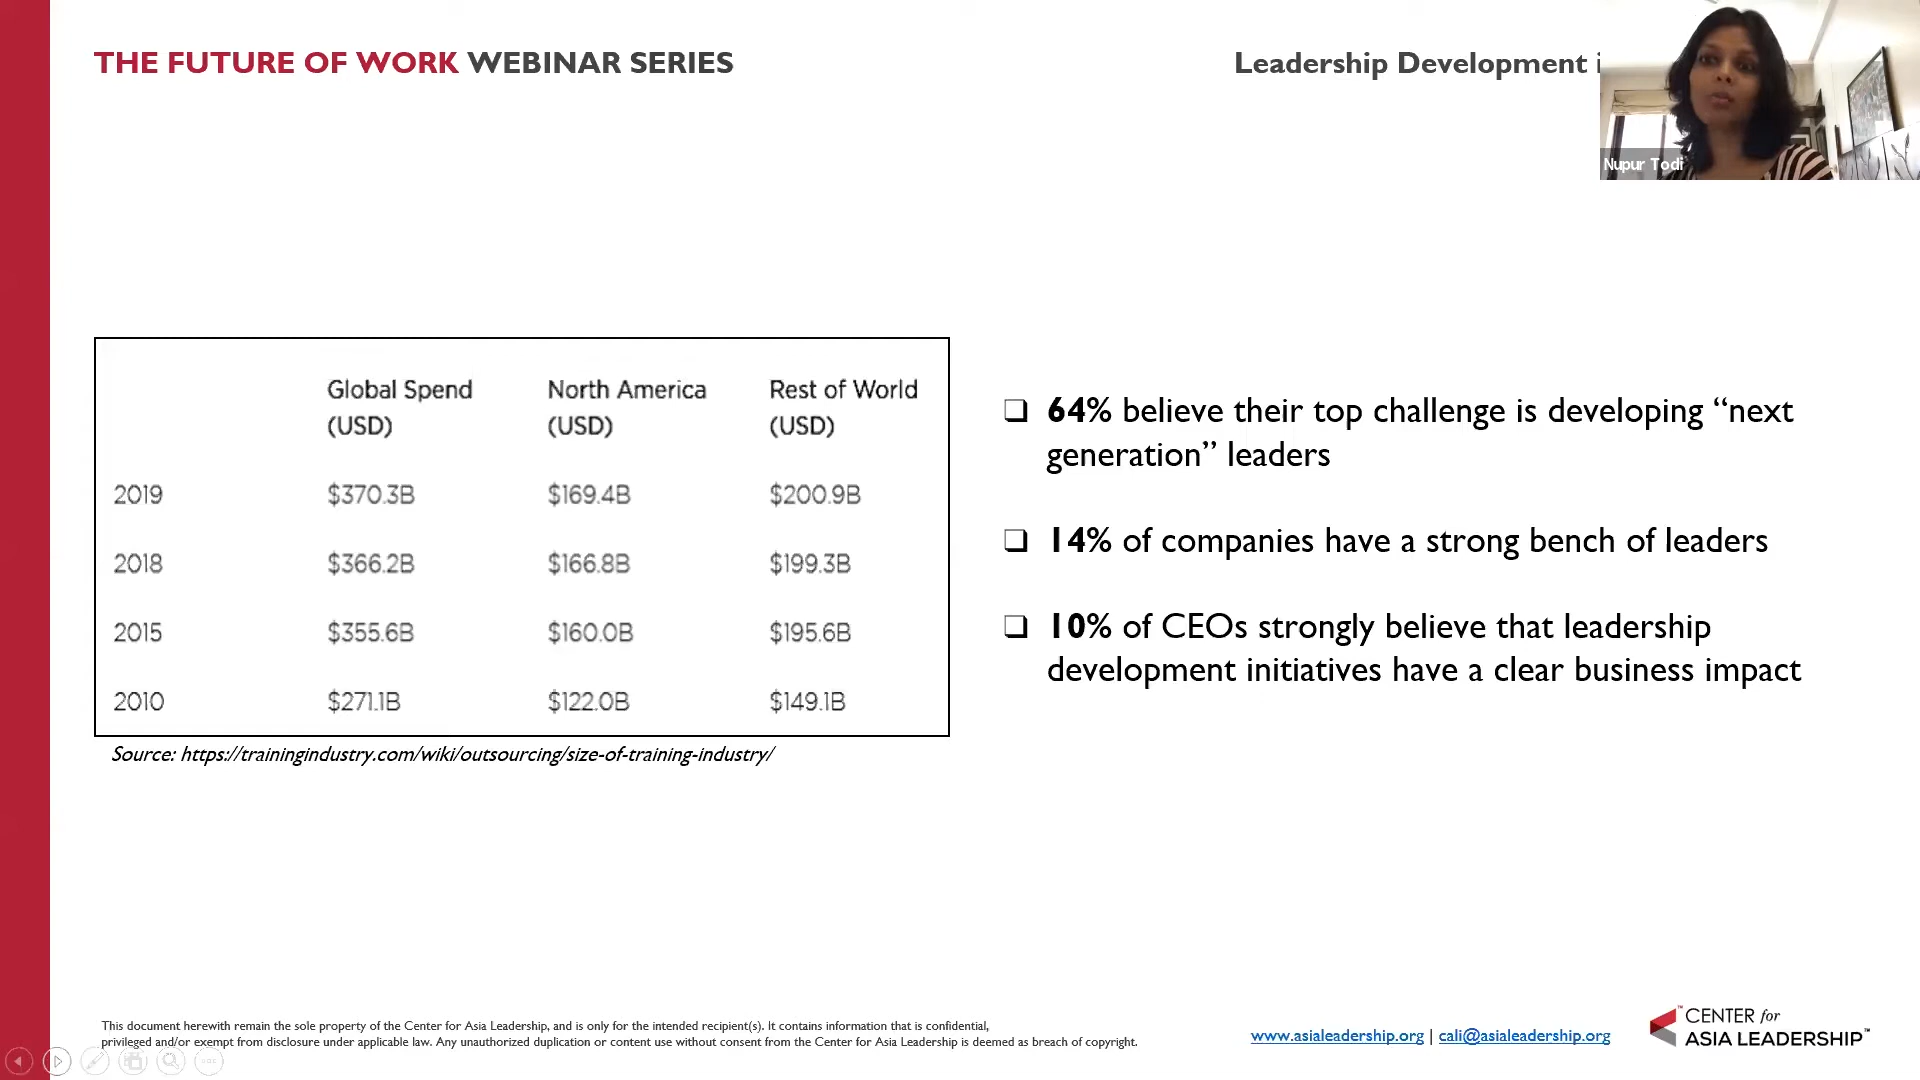 THE FUTURE OF WORK WEBINAR SERIES
Leadership Development
Nupur Todi
Global Spend (USD) North America (USD) Rest of World (USD)
2019 $370.3B $169.4B $200.9B
2018 $366.2B $166.8B $199.3B
2015 $355.6B $160.0B $195.6B
2010 $271.1B $122.0B $149.1B
Source: https://trainingindustry.com/wiki/outsourcing/size-of-training-industry/
64% believe their top challenge is developing “next
generation” leaders
14% of companies have a strong bench of leaders
10% of CEOs strongly believe that leadership
development initiatives have a clear business impact
This document herewith remain the sole property of the Center for Asia Leadership, and is only for the intended recipient(s). It contains information that is confidential,
privileged and/or exempt from disclosure under applicable law. Any unauthorized duplication or content use without consent from the Center for Asia Leadership is deemed as breach of copyright.
www.asialeadership.org | cali@asialeadership.org
™CENTER for
ASIA LEADERSHIP™